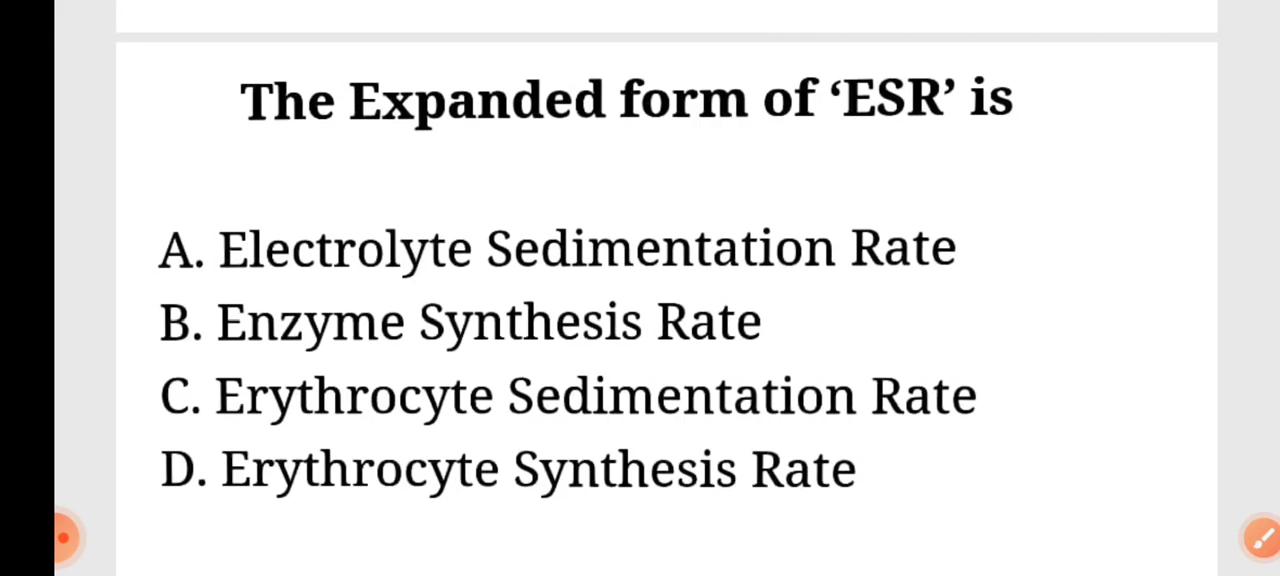 The Expanded form of ‘ESR’ is
A. Electrolyte Sedimentation Rate
B. Enzyme Synthesis Rate
C. Erythrocyte Sedimentation Rate
D. Erythrocyte Synthesis Rate